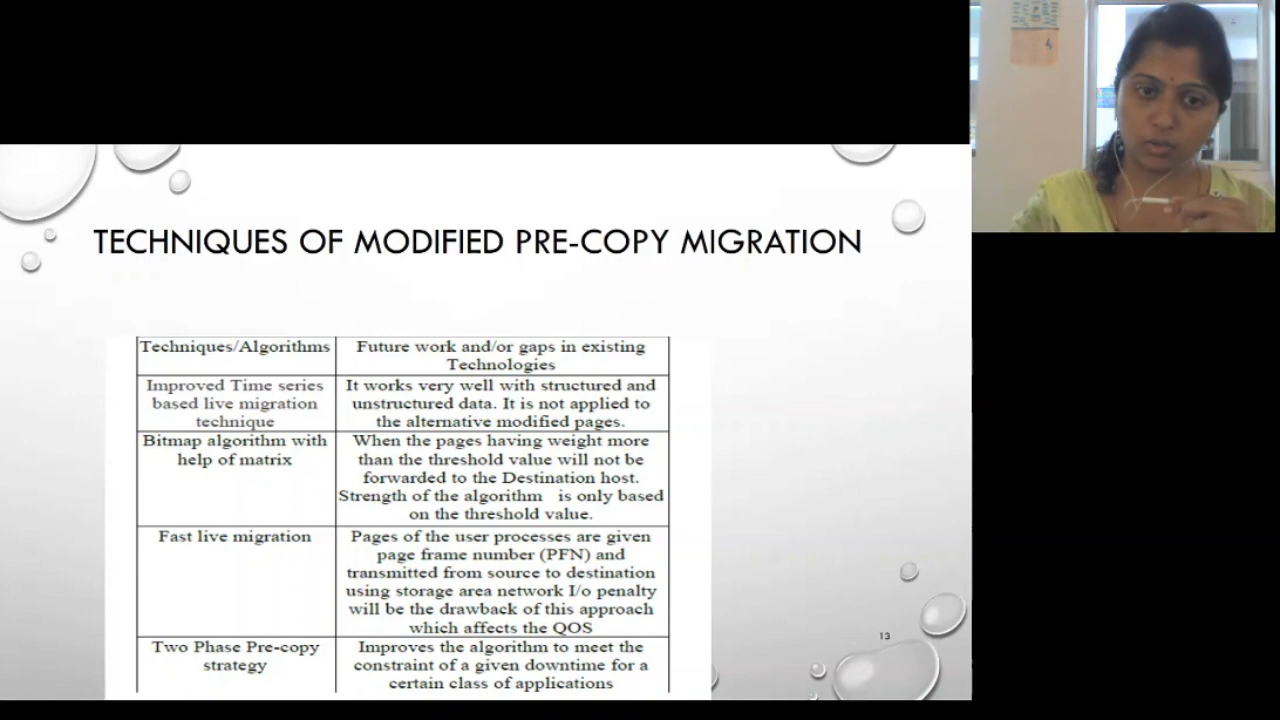 TECHNIQUES OF MODIFIED PRE-COPY MIGRATION
Techniques/Algorithms
Future work and/or gaps in existing
Technologies
Improved Time series
based live migration
technique
It works very well with structured and
unstructured data. It is not applied to
the alternative modified pages.
Bitmap algorithm with
help of matrix
When the pages having weight more
than the threshold value will not be
forwarded to the Destination host.
Strength of the algorithm is only based
on the threshold value.
Fast live migration
Pages of the user processes are given
page frame number (PFN) and
transmitted from source to destination
using storage area network I/o penalty
will be the drawback of this approach
which affects the QOS
Two Phase Pre-copy
strategy
Improves the algorithm to meet the
constraint of a given downtime for a
certain class of applications
13